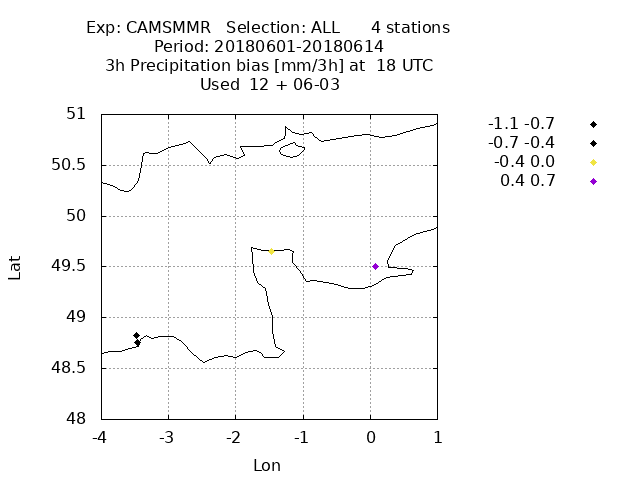 Exp: CAMSMMR   Selection: ALL      4 stations
Period: 20180601-20180614
3h Precipitation bias [mm/3h] at  18 UTC
Used  12 + 06-03
-1.1 -0.7
-0.7 -0.4
-0.4 0.0
0.4 0.7
51
50.5
50
49.5
49
48.5
48
Lat
-4 -3 -2 -1 0 1
Lon